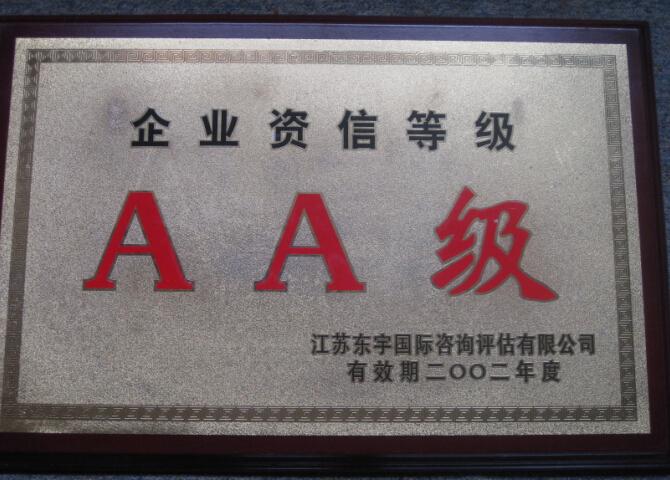 企业资信等级
AA级
江苏东宇国际咨询评估有限公司
有效期二〇〇二年度